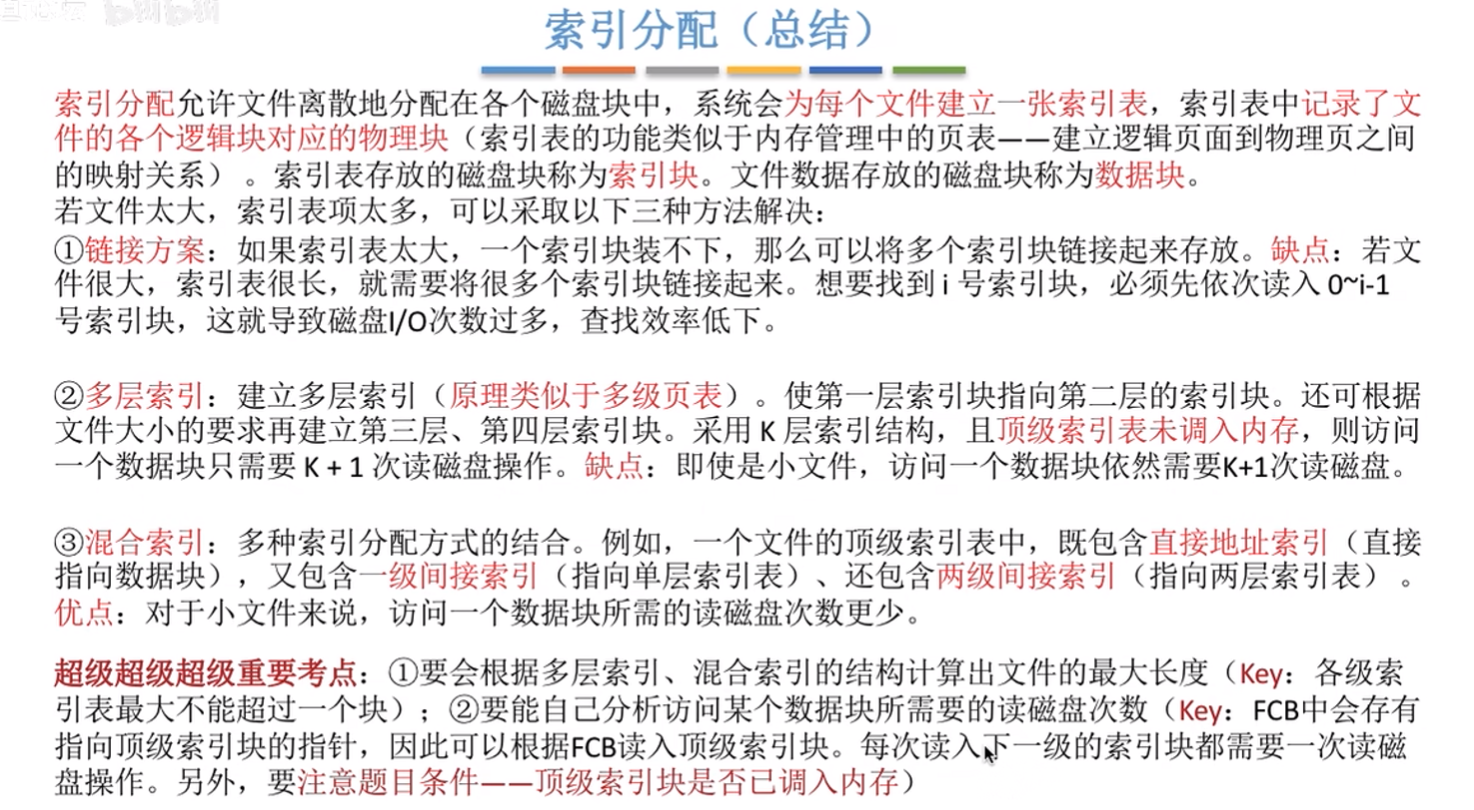 索引分配（总结）
索引分配允许文件离散地分配在各个磁盘块中，系统会为每个文件建立一张索引表，索引表中记录了文
件的各个逻辑块对应的物理块（索引表的功能类似于内存管理中的页表——建立逻辑页面到物理页之间
的映射关系）。索引表存放的磁盘块称为索引块。文件数据存放的磁盘块称为数据块。
若文件太大，索引表项太多，可以采取以下三种方法解决：
①链接方案：如果索引表太大，一个索引块装不下，那么可以将多个索引块链接起来存放。缺点：若文
件很大，索引表很长，就需要将很多个索引块链接起来。想要找到 i 号索引块，必须先依次读入 0~i-1
号索引块，这就导致磁盘I/O次数过多，查找效率低下。
②多层索引：建立多层索引（原理类似于多级页表）。使第一层索引块指向第二层的索引块。还可根据
文件大小的要求再建立第三层、第四层索引块。采用 K 层索引结构，且顶级索引表未调入内存，则访问
一个数据块只需要 K + 1 次读磁盘操作。缺点：即使是小文件，访问一个数据块依然需要K+1次读磁盘。
③混合索引：多种索引分配方式的结合。例如，一个文件的顶级索引表中，既包含直接地址索引（直接
指向数据块），又包含一级间接索引（指向单层索引表）、还包含两级间接索引（指向两层索引表）。
优点：对于小文件来说，访问一个数据块所需的读磁盘次数更少。
超级超级超级重要考点：①要会根据多层索引、混合索引的结构计算出文件的最大长度（Key：各级索
引表最大不能超过一个块）；②要能自己分析访问某个数据块所需要的读磁盘次数（Key：FCB中会存有
指向顶级索引块的指针，因此可以根据FCB读入顶级索引块。每次读入下一级的索引块都需要一次读磁
盘操作。另外，要注意题目条件——顶级索引块是否已调入内存）